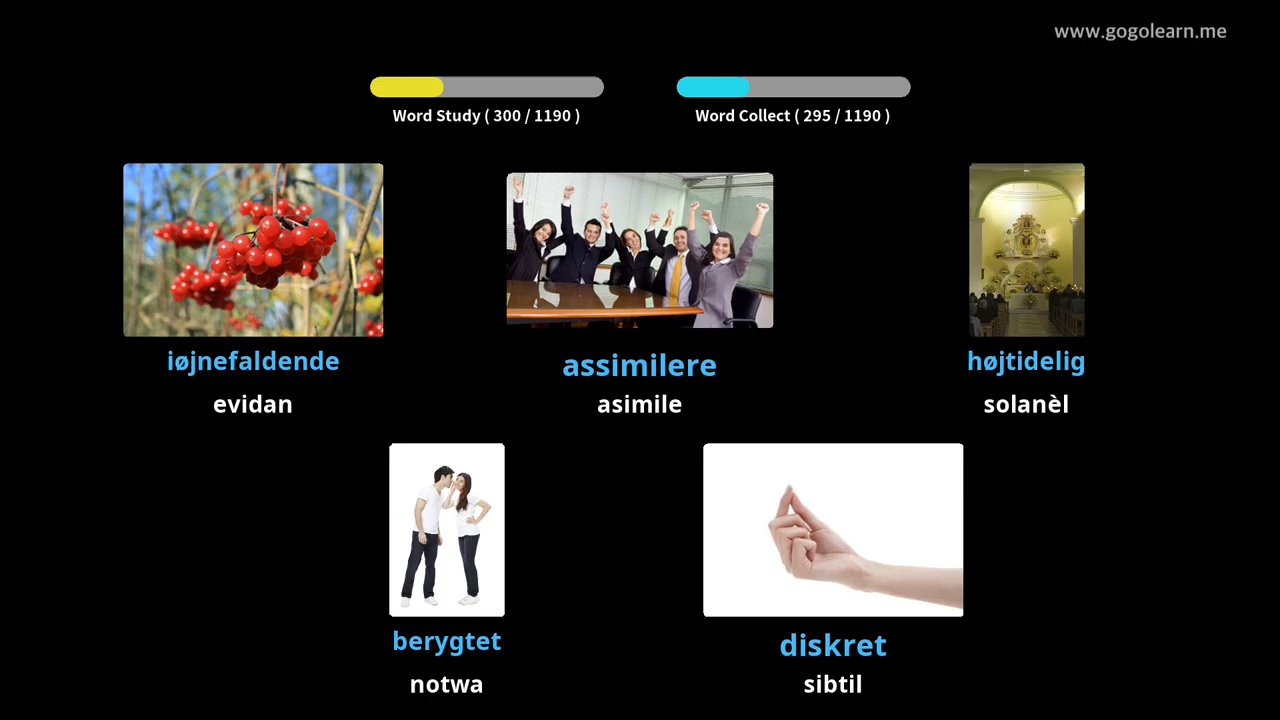 www.gogolearn.me
Word Study ( 300 / 1190 )
Word Collect ( 295 / 1190 )
iøjnefaldende
evidan
assimilere
asimile
højtidelig
solanèl
berygtet
notwa
diskret
sibtil